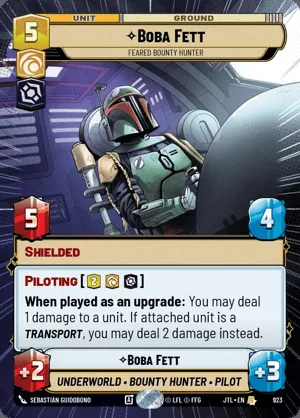 UNIT GROUND
5 ✧BOBA FETT
FEARED BOUNTY HUNTER
5 4
SHIELDED
PILOTING [2]
When played as an upgrade: You may deal
1 damage to a unit. If attached unit is a
TRANSPORT, you may deal 2 damage instead.
✧BOBA FETT
+2 +3
UNDERWORLD • BOUNTY HUNTER • PILOT
SEBASTIAN GUIDOBONO © LFL © FFG JTL • EN 923